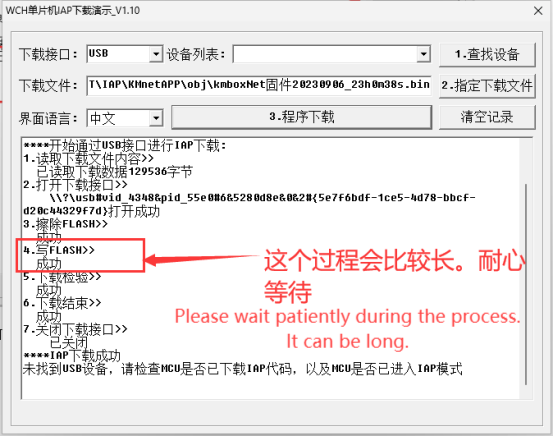 WCH单片机IAP下载演示_V1.10
下载接口： USB 设备列表： 1.查找设备
下载文件： T\IAP\KMnetAPP\obj\kmboxNet固件20230906_23h0m38s.bin 2.指定下载文件
界面语言： 中文 3.程序下载 清空记录
****开始通过USB接口进行IAP下载:
1.读取下载文件内容>>
已读取下载数据129536字节
2.打开下载接口>>
\\?\usb#vid_4348&pid_55e0#6&5280d8e&0&2#{5e7f6bdf-1ce5-4d78-bbcf-
d20c44329f7d}打开成功
3.擦除FLASH>>
成功
4.写FLASH>>
成功
5.下载检验>>
成功
6.下载结束>>
成功
7.关闭下载接口>>
已关闭
****IAP下载成功
未找到USB设备，请检查MCU是否已下载IAP代码，以及MCU是否已进入IAP模式
这个过程会比较长。耐心
等待
Please wait patiently during the process.
It can be long.